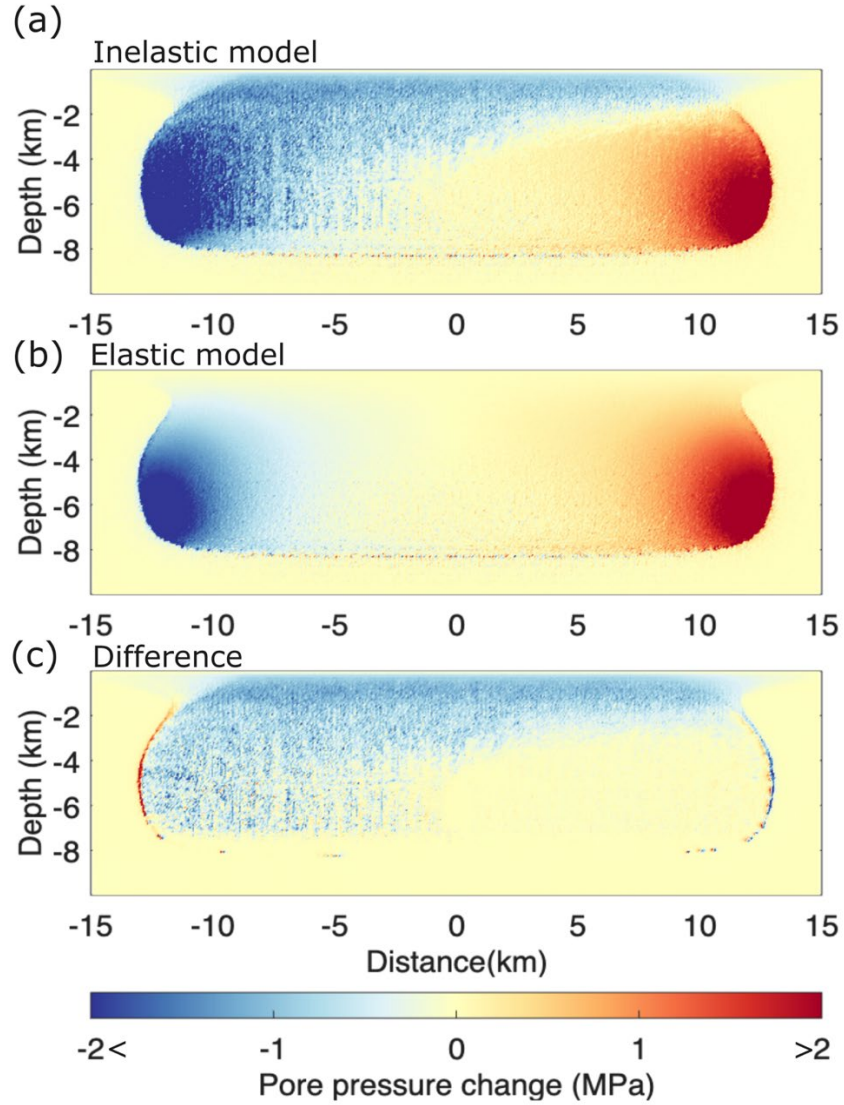 (a)
Inelastic model
Depth (km)
-2
-4
-6
-8
-15 -10 -5 0 5 10 15
(b) Elastic model
Depth (km)
-2
-4
-6
-8
-15 -10 -5 0 5 10 15
(c) Difference
Depth (km)
-2
-4
-6
-8
-15 -10 -5 0 5 10 15
Distance(km)
-2< -1 0 1 >2
Pore pressure change (MPa)